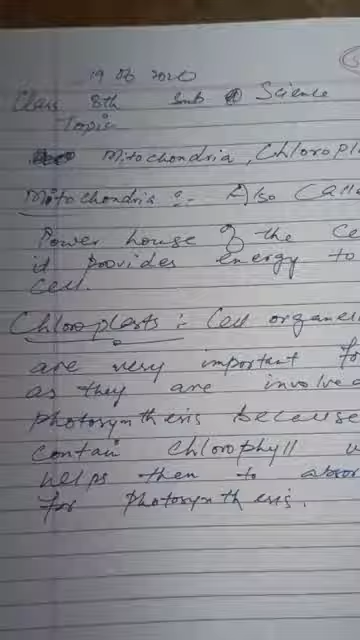 19 06 2020
Class 8th Sub Science
Topic
Mitochondria, Chloropla
Mitochondria :- Also Calle
Power house of the Ce
it provides energy to
cell.
Chloroplasts :- Cell organel
are very important fo
as they are involve
photosynthesis because
contain Chlorophyll w
helps them to absor
for Photosynthesis.